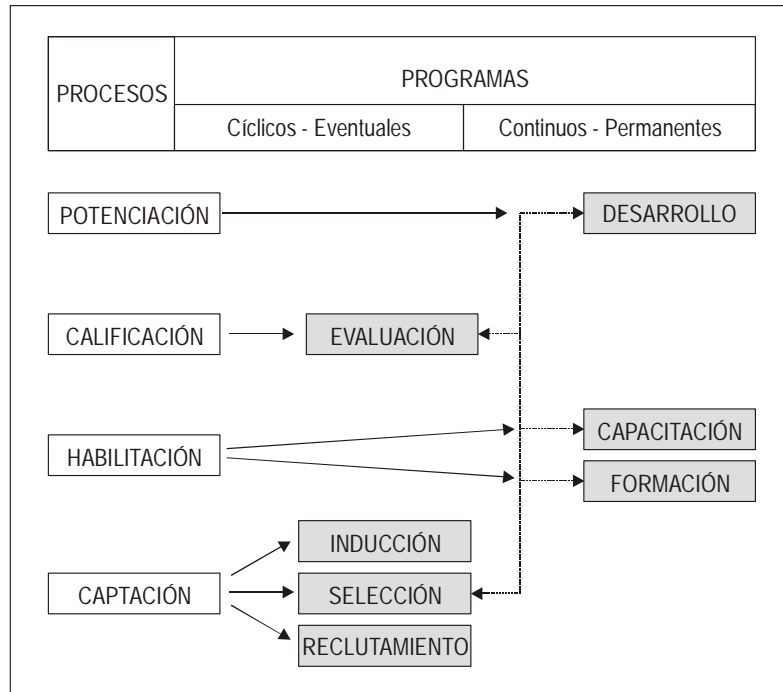 PROCESOS
PROGRAMAS
Cíclicos - Eventuales
Continuos - Permanentes
POTENCIACIÓN
DESARROLLO
CALIFICACIÓN
EVALUACIÓN
HABILITACIÓN
CAPACITACIÓN
FORMACIÓN
CAPTACIÓN
INDUCCIÓN
SELECCIÓN
RECLUTAMIENTO